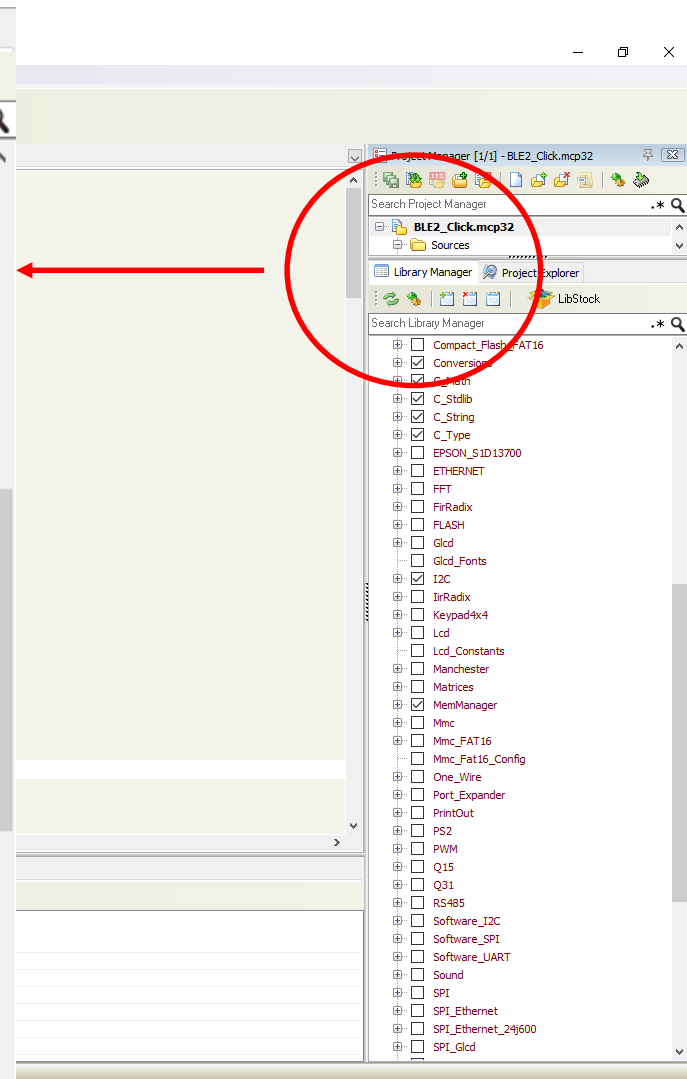 Project Manager [1/1] - BLE2_Click.mcp32
Search Project Manager
.*
BLE2_Click.mcp32
Sources
Library Manager
Project Explorer
LibStock
Search Library Manager
.*
Compact_Flash_FAT16
Conversions
C_Math
C_Stdlib
C_String
C_Type
EPSON_S1D13700
ETHERNET
FFT
FirRadix
FLASH
Glcd
Glcd_Fonts
I2C
IirRadix
Keypad4x4
Lcd
Lcd_Constants
Manchester
Matrices
MemManager
Mmc
Mmc_FAT16
Mmc_Fat16_Config
One_Wire
Port_Expander
PrintOut
PS2
PWM
Q15
Q31
RS485
Software_I2C
Software_SPI
Software_UART
Sound
SPI
SPI_Ethernet
SPI_Ethernet_24j600
SPI_Glcd